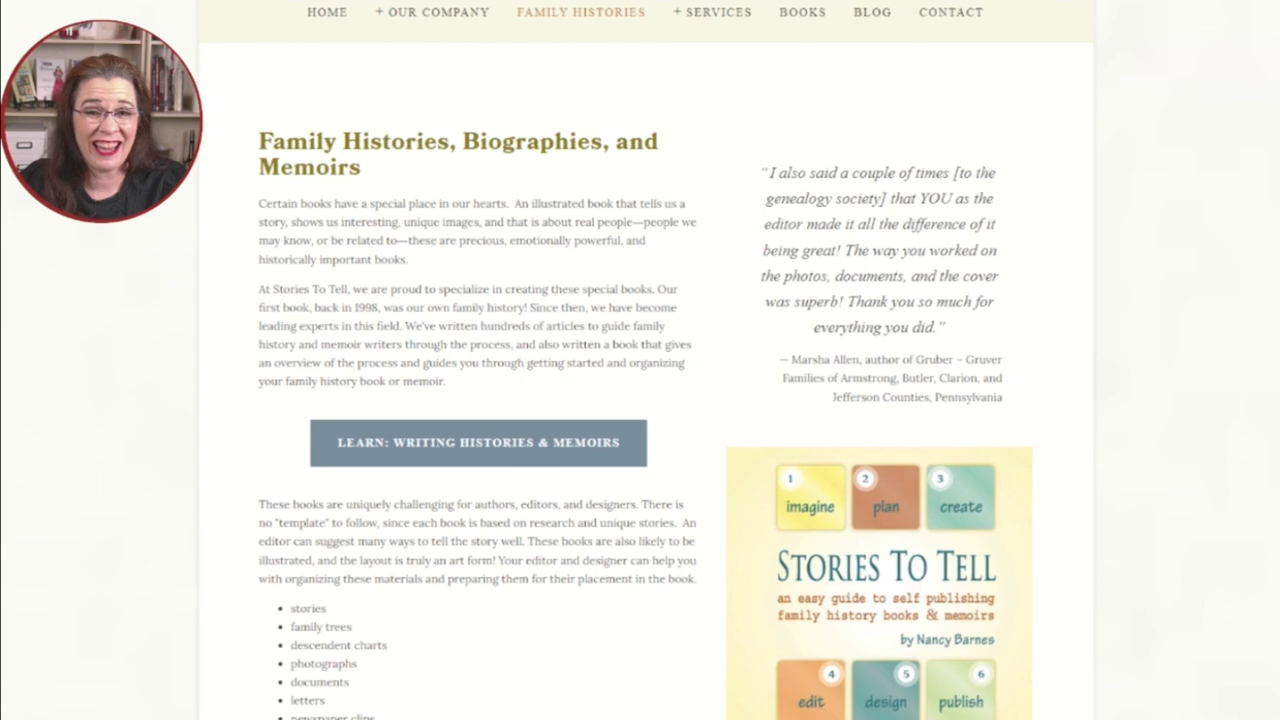 HOME + OUR COMPANY FAMILY HISTORIES + SERVICES BOOKS BLOG CONTACT
Family Histories, Biographies, and
Memoirs
Certain books have a special place in our hearts. An illustrated book that tells us a
story, shows us interesting, unique images, and that is about real people—people we
may know, or be related to—these are precious, emotionally powerful, and
historically important books.
At Stories To Tell, we are proud to specialize in creating these special books. Our
first book, back in 1998, was our own family history! Since then, we have become
leading experts in this field. We've written hundreds of articles to guide family
history and memoir writers through the process, and also written a book that gives
an overview of the process and guides you through getting started and organizing
your family history book or memoir.
LEARN: WRITING HISTORIES & MEMOIRS
These books are uniquely challenging for authors, editors, and designers. There is
no "template" to follow, since each book is based on research and unique stories. An
editor can suggest many ways to tell the story well. These books are also likely to be
illustrated, and the layout is truly an art form! Your editor and designer can help you
with organizing these materials and preparing them for their placement in the book.
• stories
• family trees
• descendent charts
• photographs
• documents
• letters
• newspaper clips
"I also said a couple of times [to the
genealogy society] that YOU as the
editor made it all the difference of it
being great! The way you worked on
the photos, documents, and the cover
was superb! Thank you so much for
everything you did."
— Marsha Allen, author of Gruber – Gruver
Families of Armstrong, Butler, Clarion, and
Jefferson Counties, Pennsylvania
1 2 3
imagine plan create
STORIES TO TELL
an easy guide to self publishing
family history books & memoirs
by Nancy Barnes
4 5 6
edit design publish